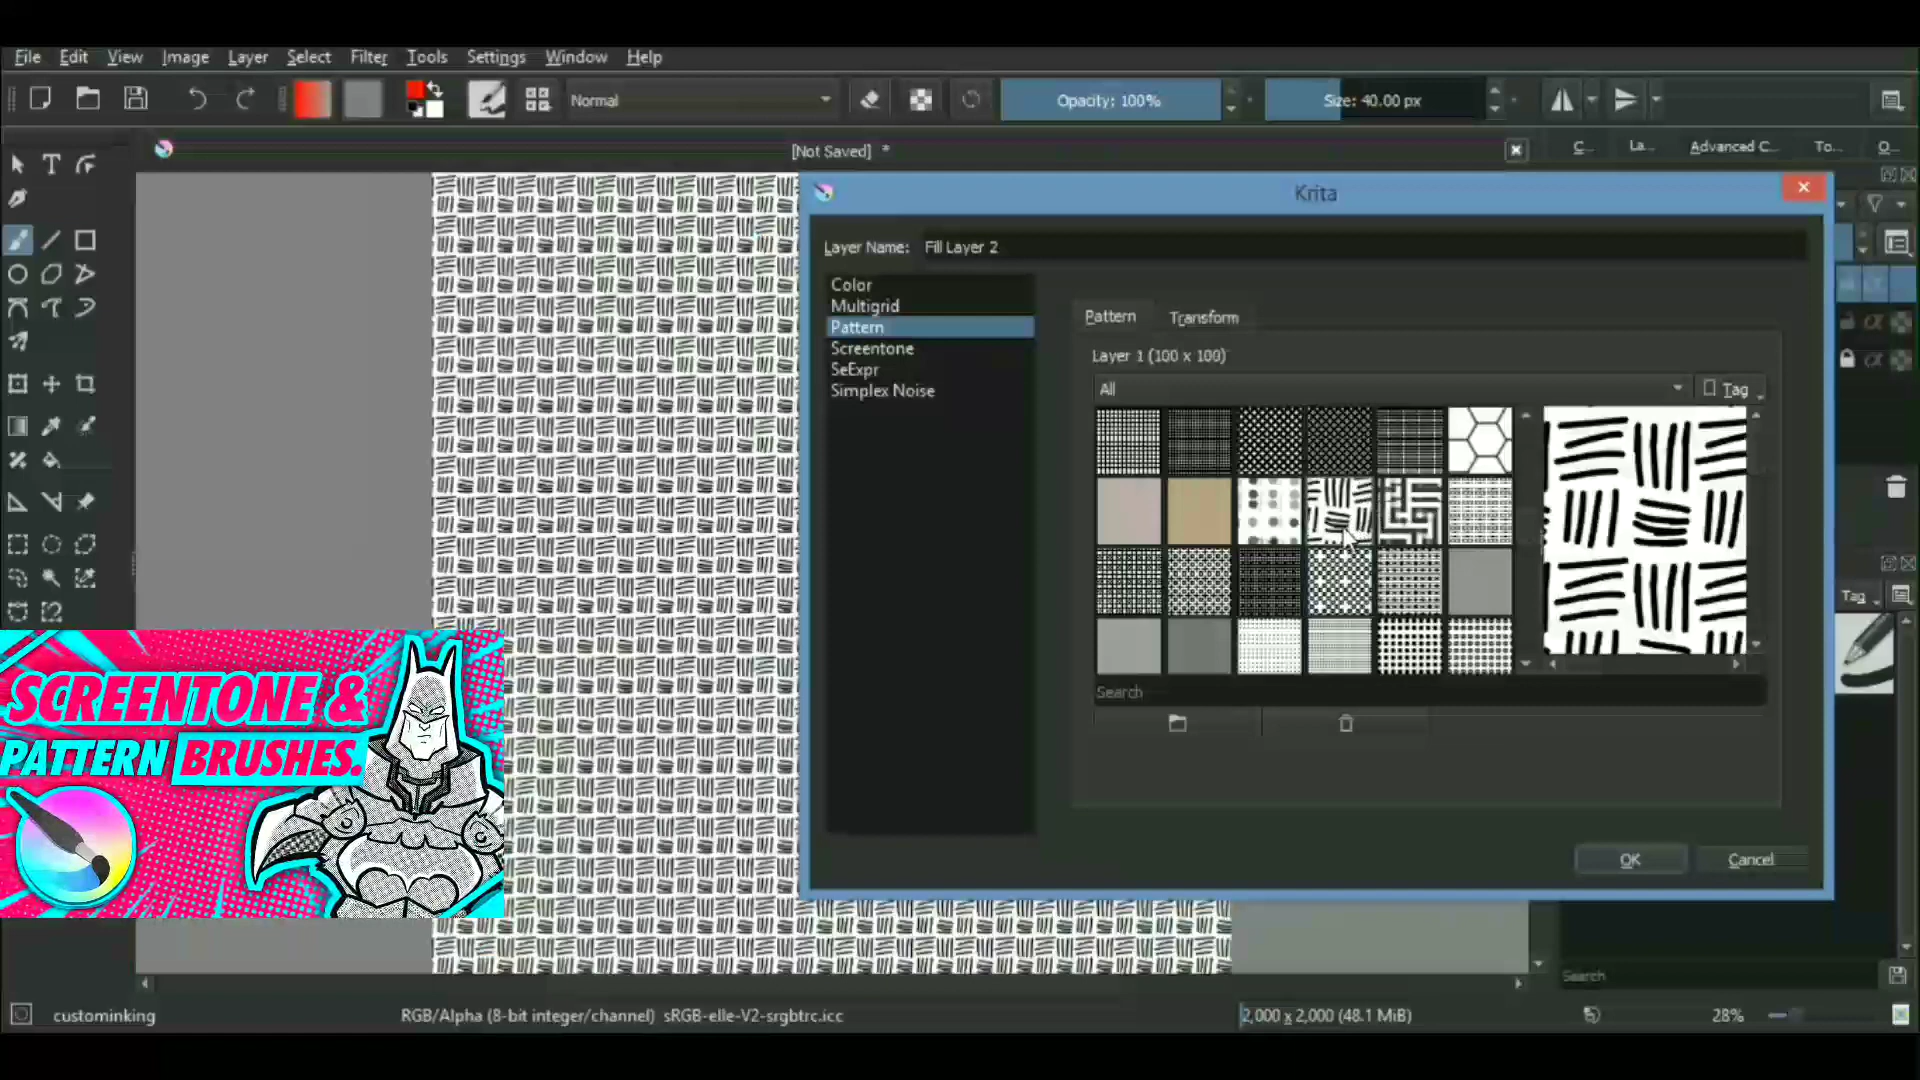 File Edit View Image Layer Select Filter Tools Settings Window Help
Normal Opacity: 100% Size: 40.00 px
[Not Saved] *
C... La... Advanced C... To... O...
Krita
Layer Name: Fill Layer 2
Color
Multigrid
Pattern
Screentone
SeExpr
Simplex Noise
Pattern Transform
Layer 1 (100 x 100)
All Tag
Search
OK Cancel
Tag
Search
SCREENTONE &
PATTERN BRUSHES.
custominking RGB/Alpha (8-bit integer/channel) sRGB-elle-V2-srgbtrc.icc 2,000 x 2,000 (48.1 MiB) 28%